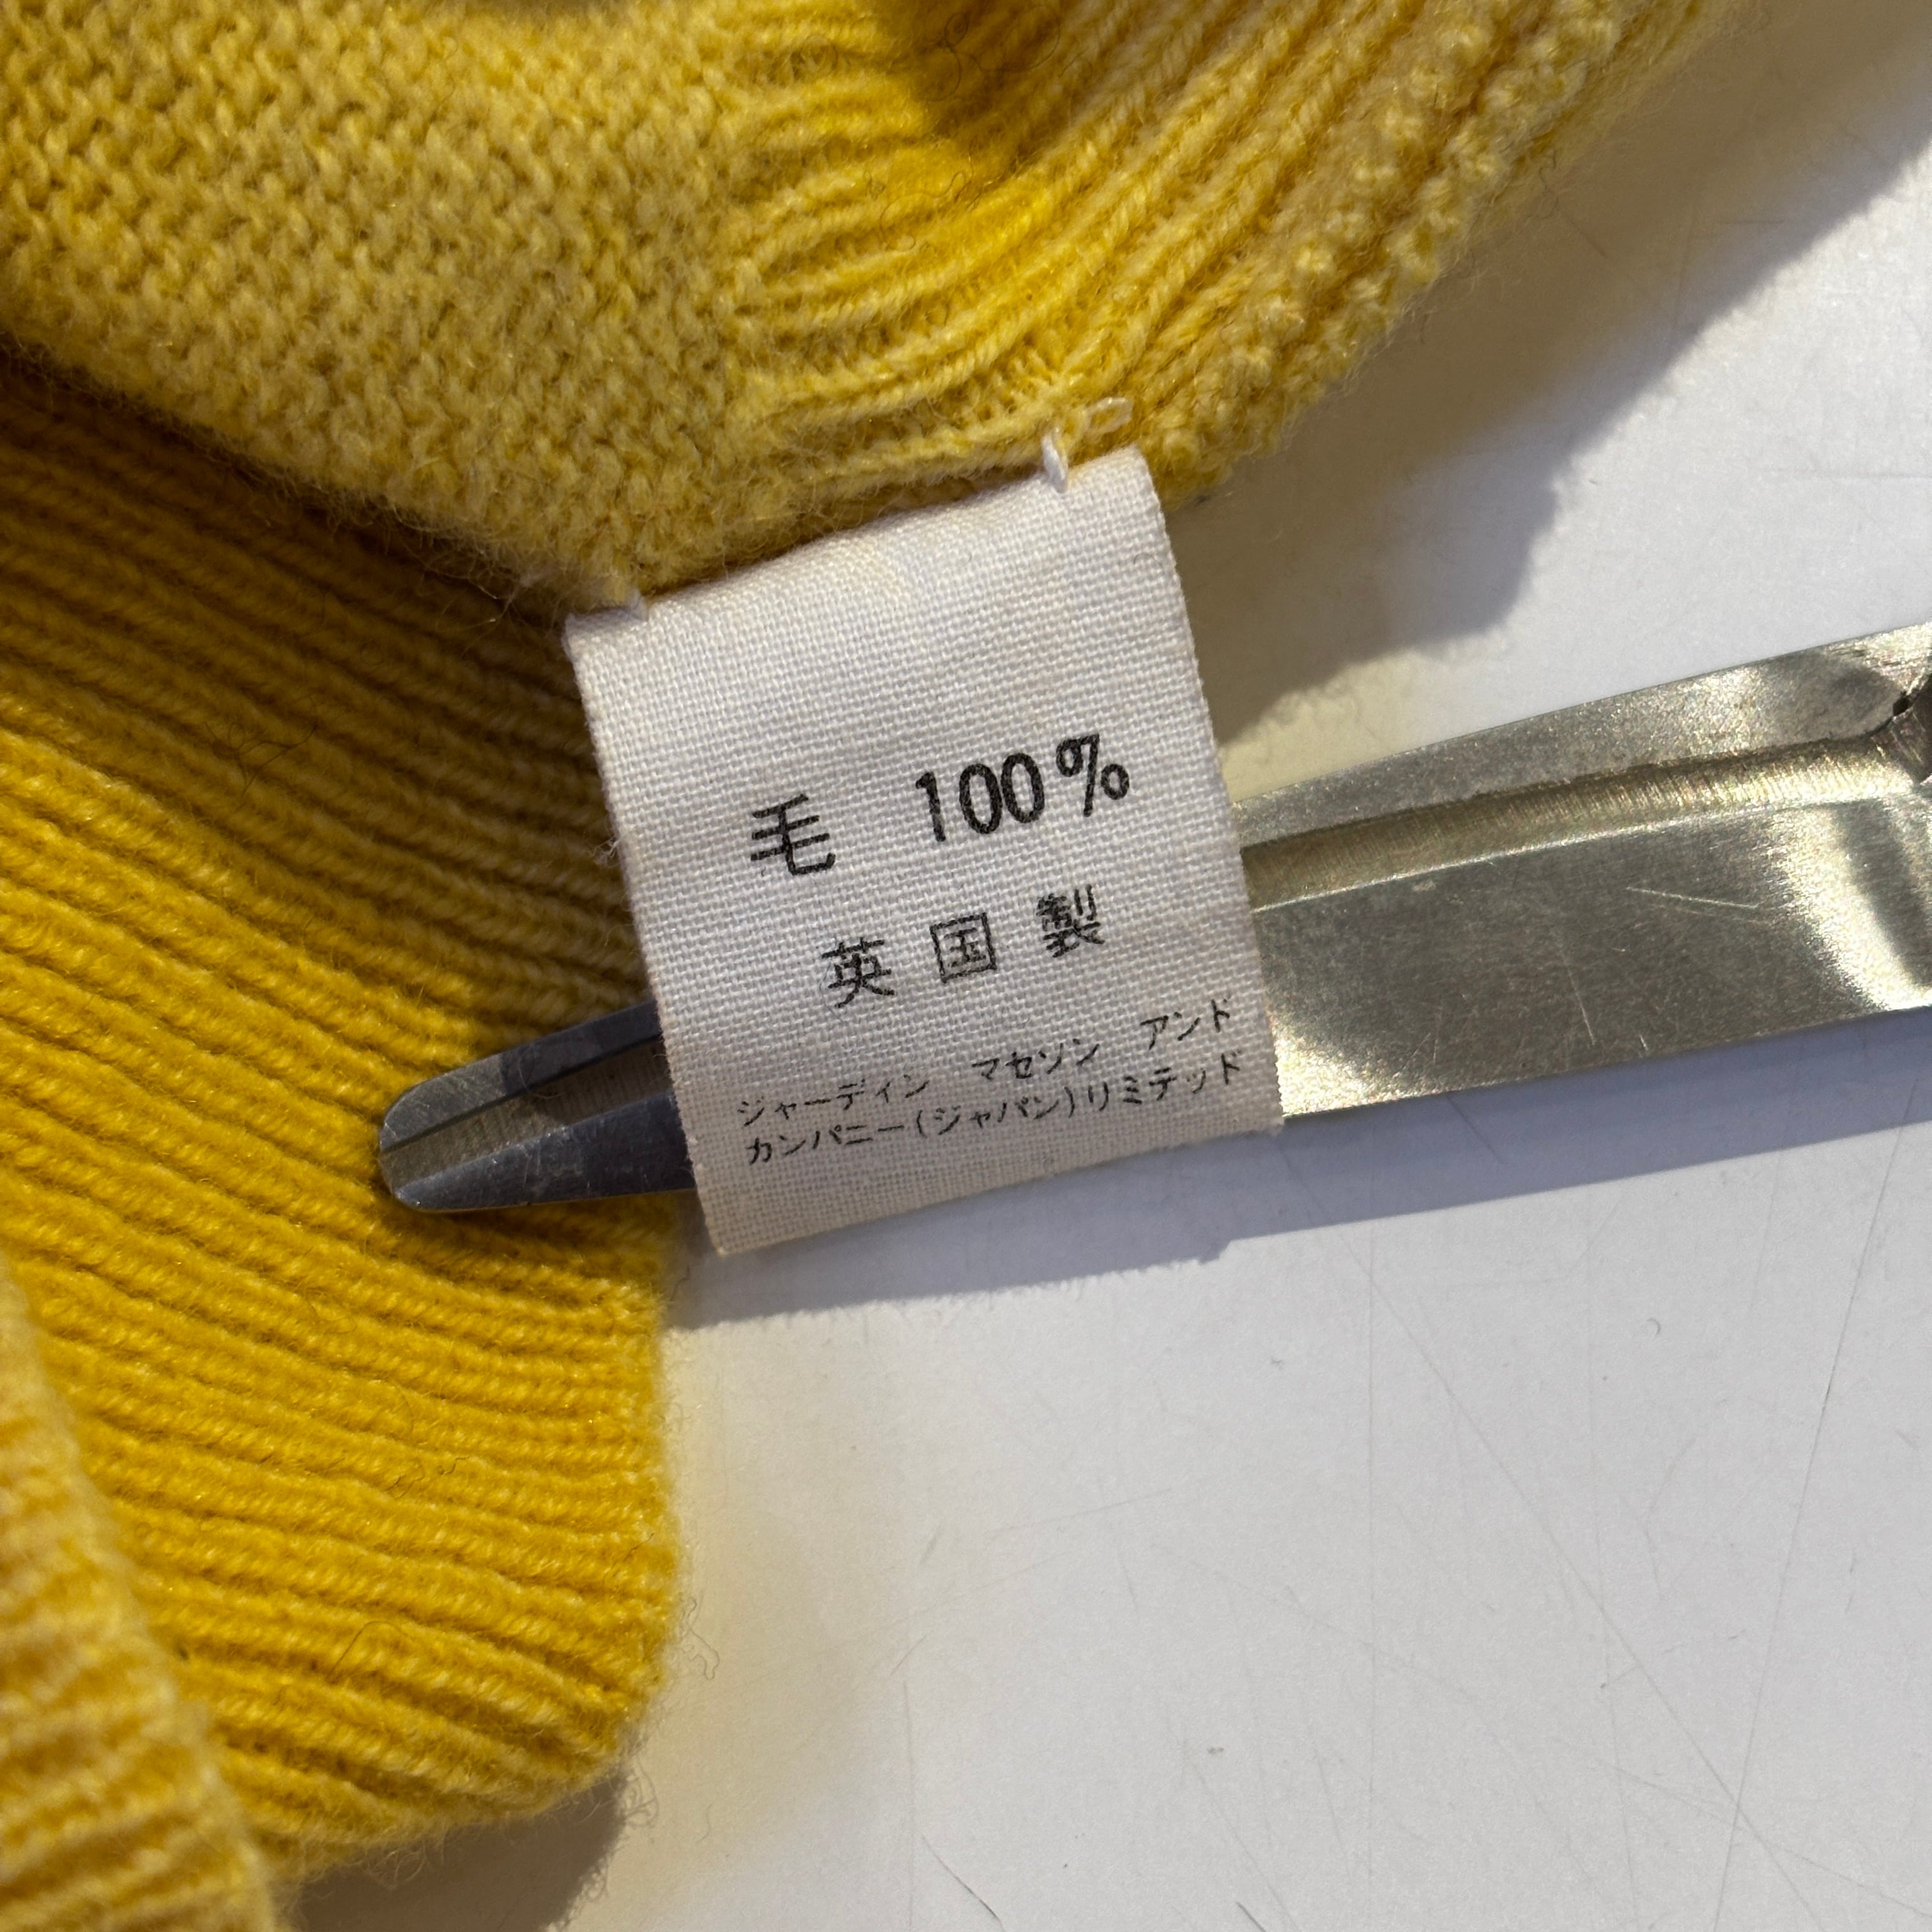 毛 100%
英国製
ジャーディン マセソン アンド
カンパニー(ジャパン)リミテッド